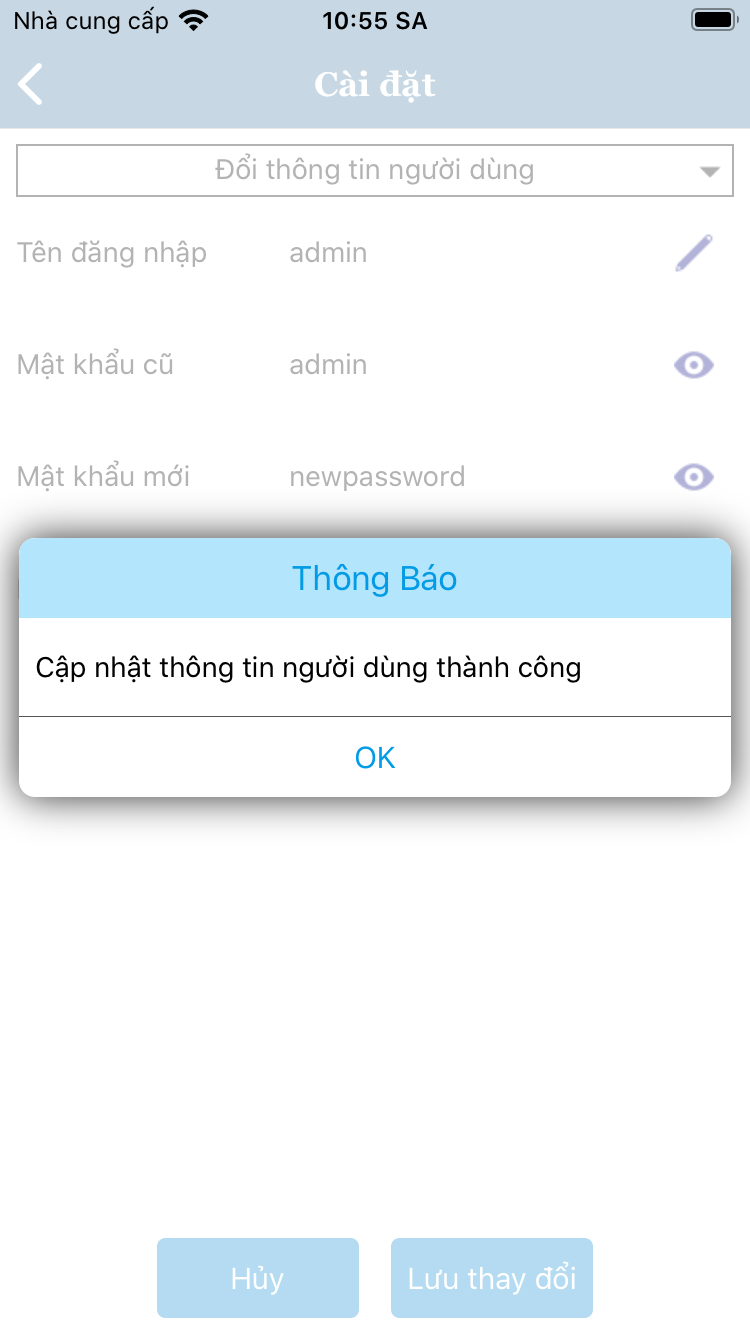 Nhà cung cấp 10:55 SA
Cài đặt
Đổi thông tin người dùng
Tên đăng nhập admin
Mật khẩu cũ admin
Mật khẩu mới newpassword
Thông Báo
Cập nhật thông tin người dùng thành công
OK
Hủy Lưu thay đổi